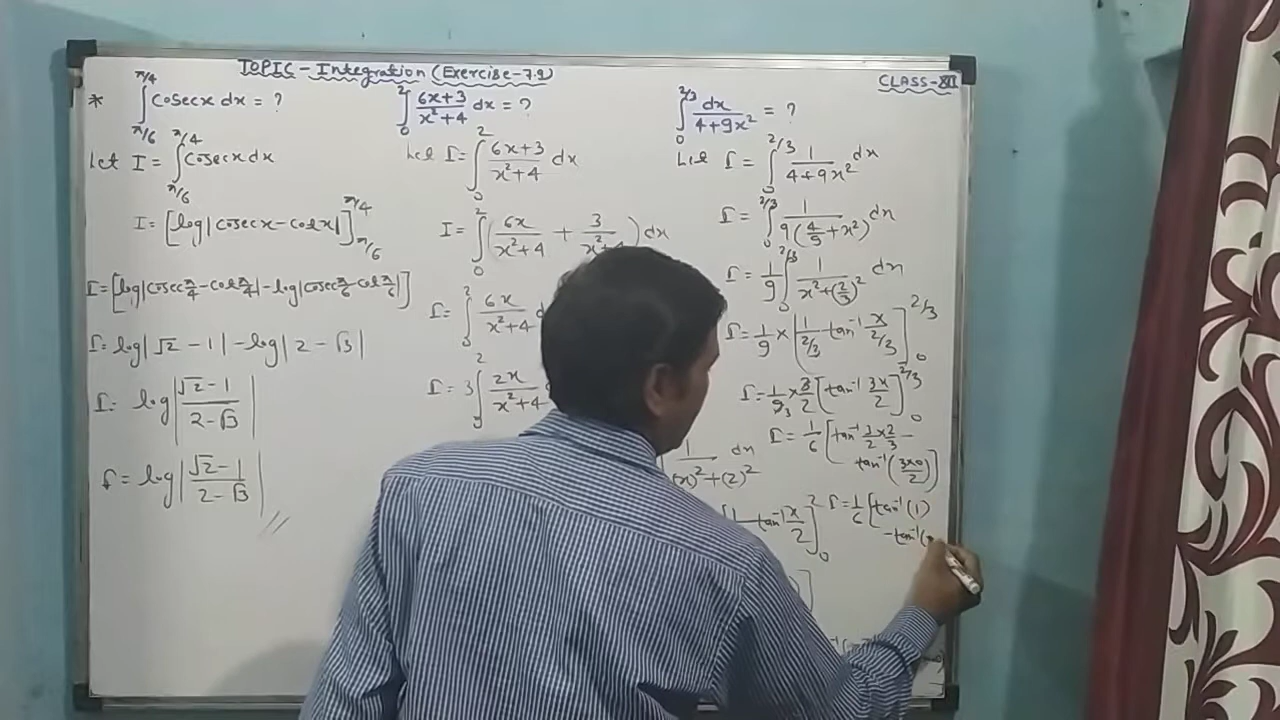 TOPIC - Integration (Exercise-7.9)
CLASS-XII
* ∫_{π/6}^{π/4} Cosecx dx = ?
Let I = ∫_{π/6}^{π/4} Cosecx dx
I = [log|cosecx - cotx|]_{π/6}^{π/4}
I = [log|cosec π/4 - cot π/4| - log|cosec π/6 - cot π/6|]
I = log|√2 - 1| - log|2 - √3|
I = log|(√2 - 1)/(2 - √3)|
I = log|(√2 - 1)/(2 - √3)| //
∫_0^2 (6x+3)/(x²+4) dx = ?
Let I = ∫_0^2 (6x+3)/(x²+4) dx
I = ∫_0^2 (6x/(x²+4) + 3/(x²+4)) dx
I = ∫_0^2 6x/(x²+4)
I = 3∫_0^2 2x/(x²+4)
1/((x)²+(2)²) dx
tan⁻¹ x/2]_0^2
∫_0^{2/3} dx/(4+9x²) = ?
Let I = ∫_0^{2/3} 1/(4+9x²) dx
I = ∫_0^{2/3} 1/(9(4/9+x²)) dx
I = 1/9 ∫_0^{2/3} 1/(x²+(2/3)²) dx
I = 1/9 × [1/(2/3) tan⁻¹ x/(2/3)]_0^{2/3}
I = 1/9₃ × 3/2 [tan⁻¹ 3x/2]_0^{2/3}
I = 1/6 [tan⁻¹ 3/2 × 2/3 -
tan⁻¹(3×0/2)]
I = 1/6 [tan⁻¹(1)
- tan⁻¹(